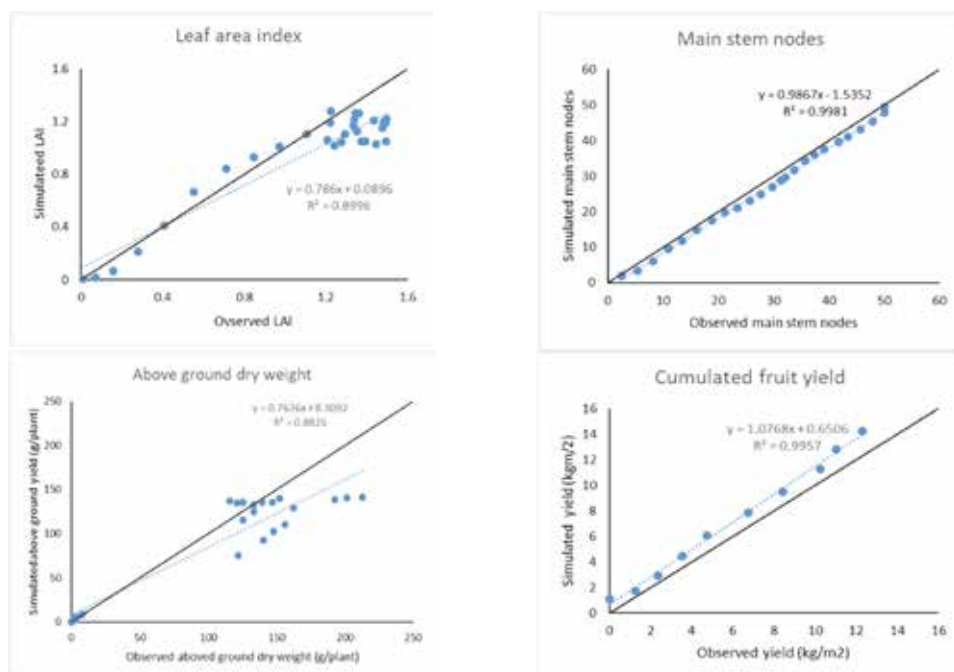 Leaf area index
1.6
1.2
0.8
0.4
0
Simulateed LAI
y = 0.786x + 0.0896
R² = 0.8996
0 0.4 0.8 1.2 1.6
Ovserved LAI
Main stem nodes
60
50
40
30
20
10
0
Simulated main stem nodes
y = 0.9867x - 1.5352
R² = 0.9981
0 10 20 30 40 50 60
Observed main stem nodes
Above ground dry weight
250
200
150
100
50
0
Simulated above ground yield (g/plant)
y = 0.7636x + 8.3092
R² = 0.8825
0 50 100 150 200 250
Observed aboved ground dry weight (g/plant)
Cumulated fruit yield
16
14
12
10
8
6
4
2
0
Simulated yield (kgm/2)
y = 1.0768x + 0.6506
R² = 0.9957
0 2 4 6 8 10 12 14 16
Observed yield (kg/m2)